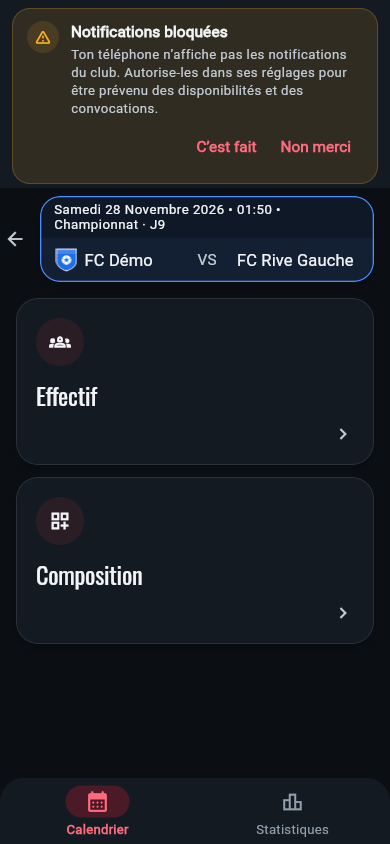 Notifications bloquées
Ton téléphone n'affiche pas les notifications
du club. Autorise-les dans ses réglages pour
être prévenu des disponibilités et des
convocations.
C'est fait
Non merci
Samedi 28 Novembre 2026 • 01:50 •
Championnat · J9
FC Démo
VS
FC Rive Gauche
Effectif
Composition
Calendrier
Statistiques